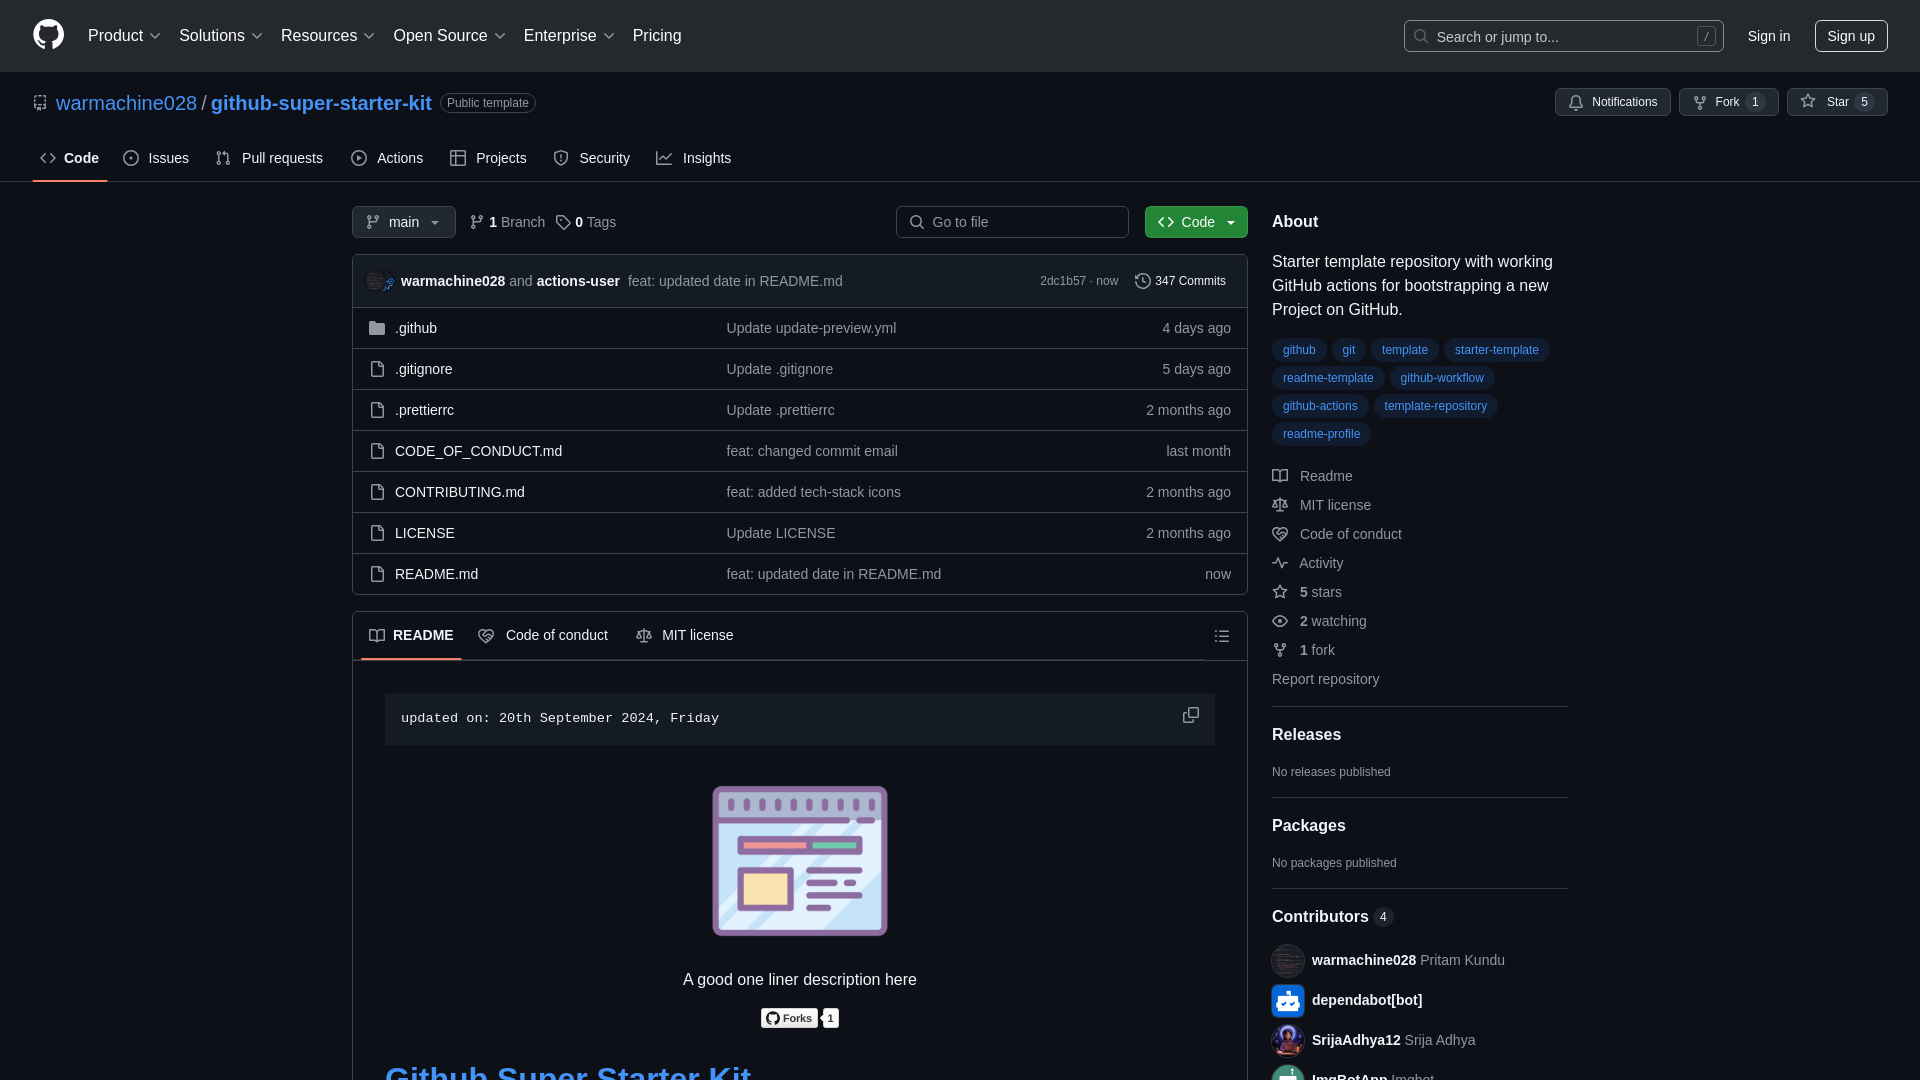 Product Solutions Resources Open Source Enterprise Pricing Search or jump to... / Sign in Sign up
warmachine028 / github-super-starter-kit Public template Notifications Fork 1 Star 5
Code Issues Pull requests Actions Projects Security Insights
main 1 Branch 0 Tags Go to file Code
warmachine028 and actions-user feat: updated date in README.md 2dc1b57 · now 347 Commits
.github Update update-preview.yml 4 days ago
.gitignore Update .gitignore 5 days ago
.prettierrc Update .prettierrc 2 months ago
CODE_OF_CONDUCT.md feat: changed commit email last month
CONTRIBUTING.md feat: added tech-stack icons 2 months ago
LICENSE Update LICENSE 2 months ago
README.md feat: updated date in README.md now
README Code of conduct MIT license
updated on: 20th September 2024, Friday
A good one liner description here
Forks 1
Github Super Starter Kit
About
Starter template repository with working
GitHub actions for bootstrapping a new
Project on GitHub.
github git template starter-template
readme-template github-workflow
github-actions template-repository
readme-profile
Readme
MIT license
Code of conduct
Activity
5 stars
2 watching
1 fork
Report repository
Releases
No releases published
Packages
No packages published
Contributors 4
warmachine028 Pritam Kundu
dependabot[bot]
SrijaAdhya12 Srija Adhya
ImgBotApp Imgbot